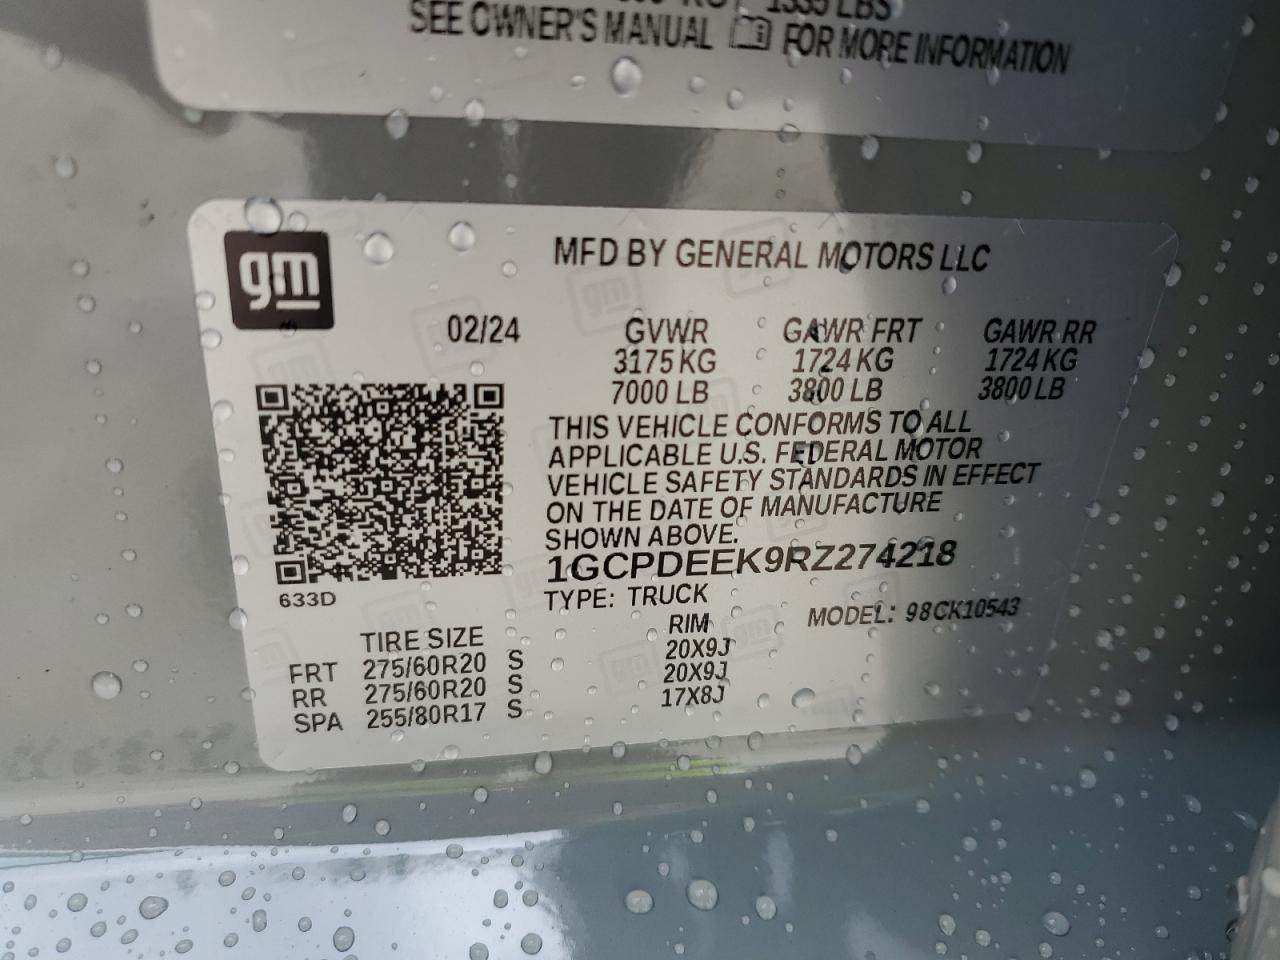 1335 LBS
SEE OWNER'S MANUAL FOR MORE INFORMATION
gm
MFD BY GENERAL MOTORS LLC
02/24 GVWR GAWR FRT GAWR RR
3175 KG 1724 KG 1724 KG
7000 LB 3800 LB 3800 LB
THIS VEHICLE CONFORMS TO ALL
APPLICABLE U.S. FEDERAL MOTOR
VEHICLE SAFETY STANDARDS IN EFFECT
ON THE DATE OF MANUFACTURE
SHOWN ABOVE.
1GCPDEEK9RZ274218
633D
TYPE: TRUCK MODEL: 98CK10543
TIRE SIZE RIM
FRT 275/60R20 S 20X9J
RR 275/60R20 S 20X9J
SPA 255/80R17 S 17X8J